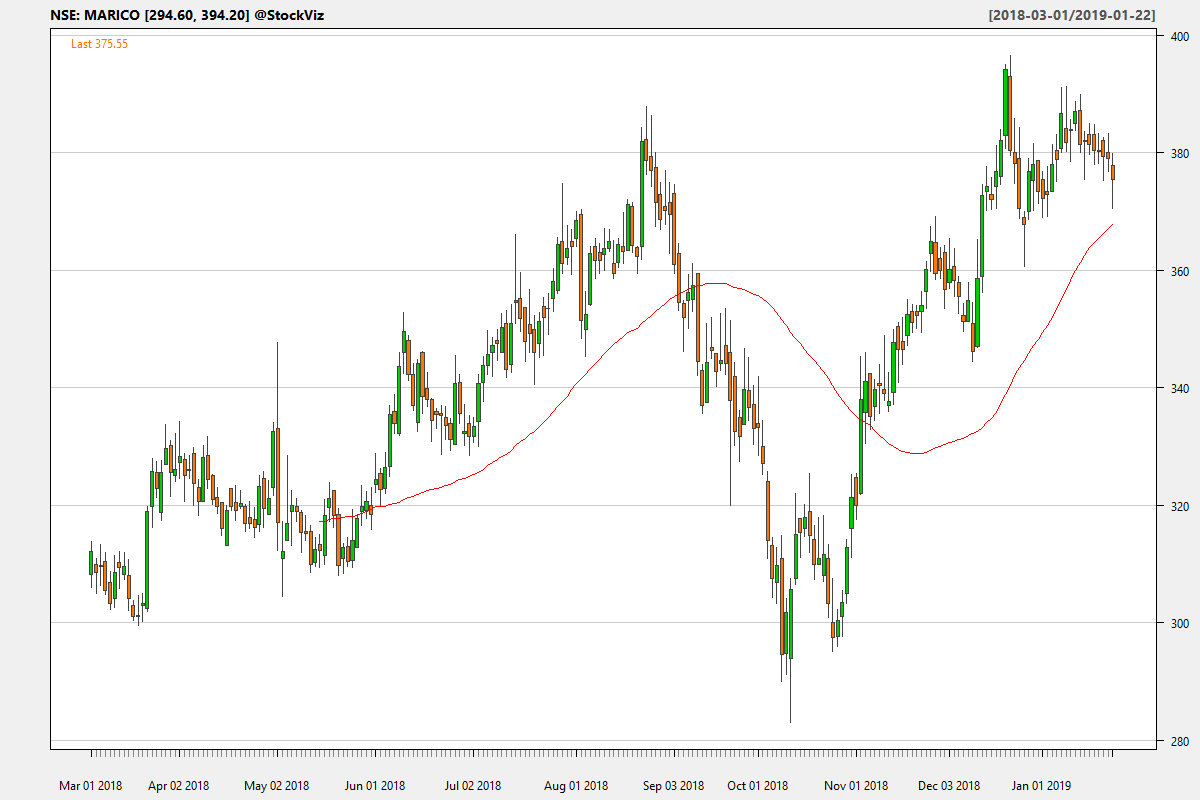 NSE: MARICO [294.60, 394.20] @StockViz [2018-03-01/2019-01-22]
Last 375.55
400
380
360
340
320
300
280
Mar 01 2018 Apr 02 2018 May 02 2018 Jun 01 2018 Jul 02 2018 Aug 01 2018 Sep 03 2018 Oct 01 2018 Nov 01 2018 Dec 03 2018 Jan 01 2019